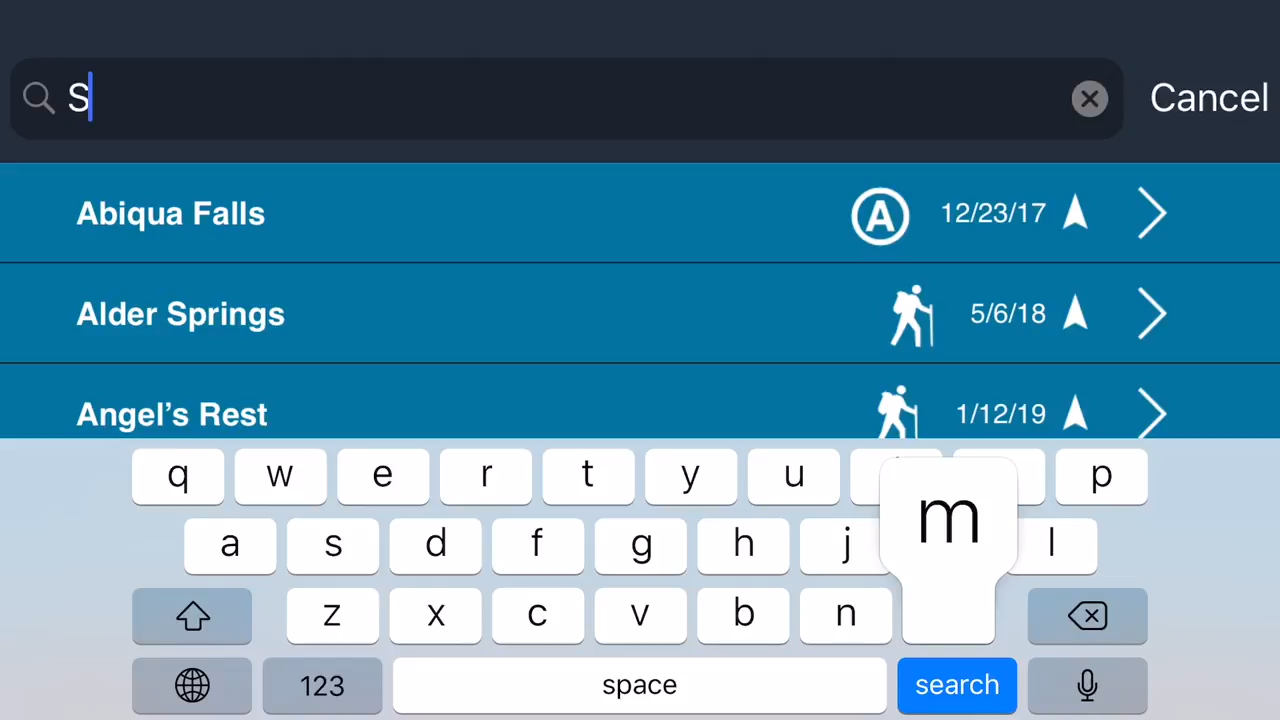 S
Cancel
Abiqua Falls A 12/23/17
Alder Springs 5/6/18
Angel's Rest 1/12/19
q w e r t y u p
a s d f g h j m l
z x c v b n
123 space search